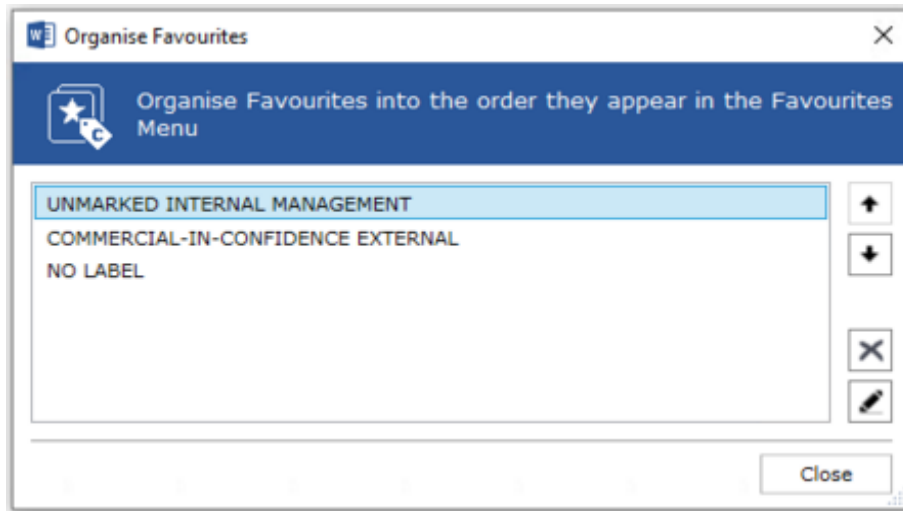 Organise Favourites
Organise Favourites into the order they appear in the Favourites
Menu
UNMARKED INTERNAL MANAGEMENT
COMMERCIAL-IN-CONFIDENCE EXTERNAL
NO LABEL
Close